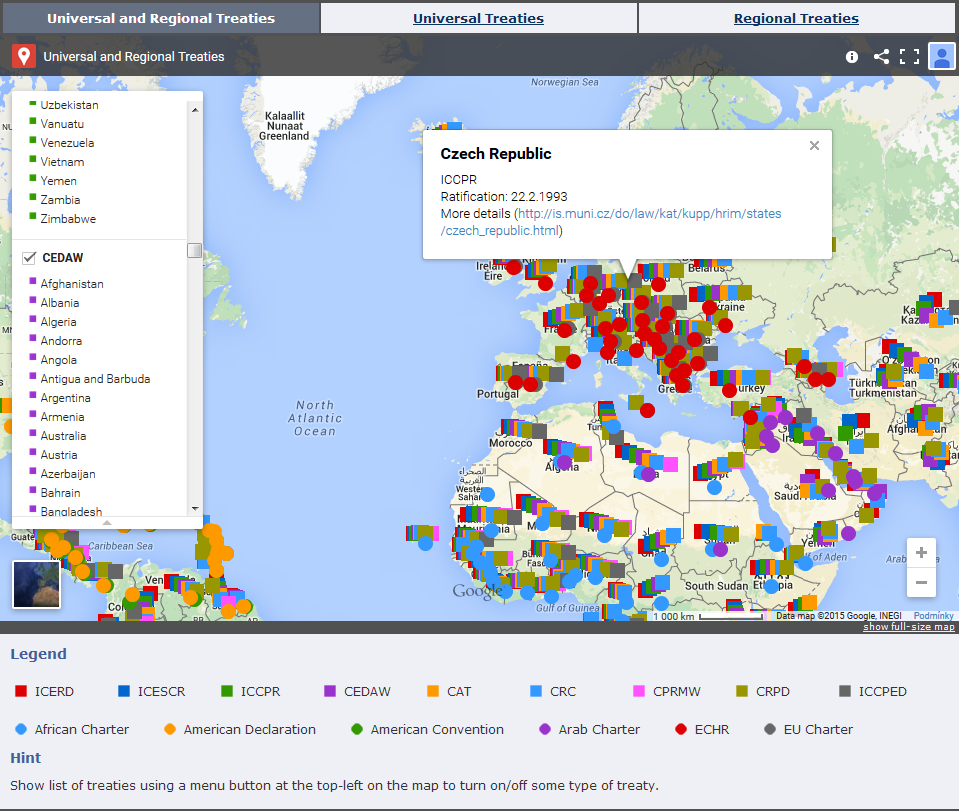 Universal and Regional Treaties
Universal Treaties
Regional Treaties
Universal and Regional Treaties
Uzbekistan
Vanuatu
Venezuela
Vietnam
Yemen
Zambia
Zimbabwe
CEDAW
Afghanistan
Albania
Algeria
Andorra
Angola
Antigua and Barbuda
Argentina
Armenia
Australia
Austria
Azerbaijan
Bahrain
Bangladesh
Norwegian Sea
Kalaallit
Nunaat
Greenland
Czech Republic
ICCPR
Ratification: 22.2.1993
More details (http://is.muni.cz/do/law/kat/kupp/hrim/states
/czech_republic.html)
Éire
Belarus
North
Atlantic
Ocean
Portugal
Türkmenistan
Turkmenistan
Morocco
Algeria
Caribbean Sea
South Sudan
Ethiopia
Gulf of Guinea
Google
1 000 km
Map data ©2015 Google, INEGI
Podmínky
show full-size map
Legend
ICERD
ICESCR
ICCPR
CEDAW
CAT
CRC
CPRMW
CRPD
ICCPED
African Charter
American Declaration
American Convention
Arab Charter
ECHR
EU Charter
Hint
Show list of treaties using a menu button at the top-left on the map to turn on/off some type of treaty.